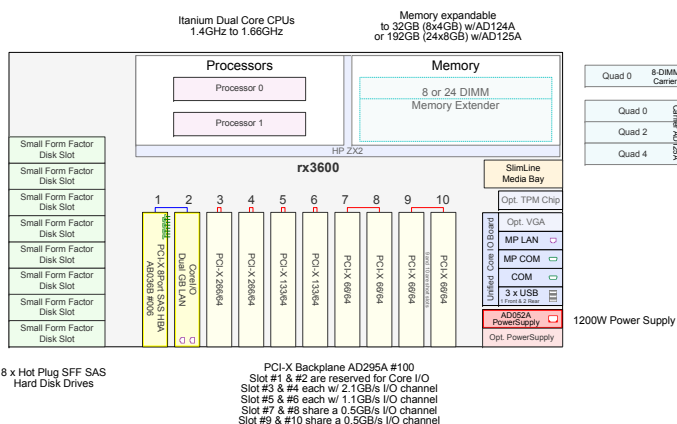 Itanium Dual Core CPUs
1.4GHz to 1.66GHz
Memory expandable
to 32GB (8x4GB) w/AD124A
or 192GB (24x8GB) w/AD125A
Processors
Processor 0
Processor 1
Memory
8 or 24 DIMM
Memory Extender
HP ZX2
Quad 0
8-DIMM
Carrier
Quad 0
Quad 2
Quad 4
rx3600
Small Form Factor
Disk Slot
Small Form Factor
Disk Slot
Small Form Factor
Disk Slot
Small Form Factor
Disk Slot
Small Form Factor
Disk Slot
Small Form Factor
Disk Slot
Small Form Factor
Disk Slot
Small Form Factor
Disk Slot
8 x Hot Plug SFF SAS
Hard Disk Drives
1 2 3 4 5 6 7 8 9 10
PCI-X 8Port SAS HBA
AB036B #006
CoreI/O
Dual GB LAN
PCI-X 266/64
PCI-X 266/64
PCI-X 133/64
PCI-X 133/64
PCI-X 66/64
PCI-X 66/64
PCI-X 66/64
PCI-X 66/64
SlimLine
Media Bay
Opt. TPM Chip
Unified Core IO Board
Opt. VGA
MP LAN
MP COM
COM
3 x USB
1 Front & 2 Rear
AD052A
PowerSupply
Opt. PowerSupply
1200W Power Supply
PCI-X Backplane AD295A #100
Slot #1 & #2 are reserved for Core I/O
Slot #3 & #4 each w/ 2.1GB/s I/O channel
Slot #5 & #6 each w/ 1.1GB/s I/O channel
Slot #7 & #8 share a 0.5GB/s I/O channel
Slot #9 & #10 share a 0.5GB/s I/O channel